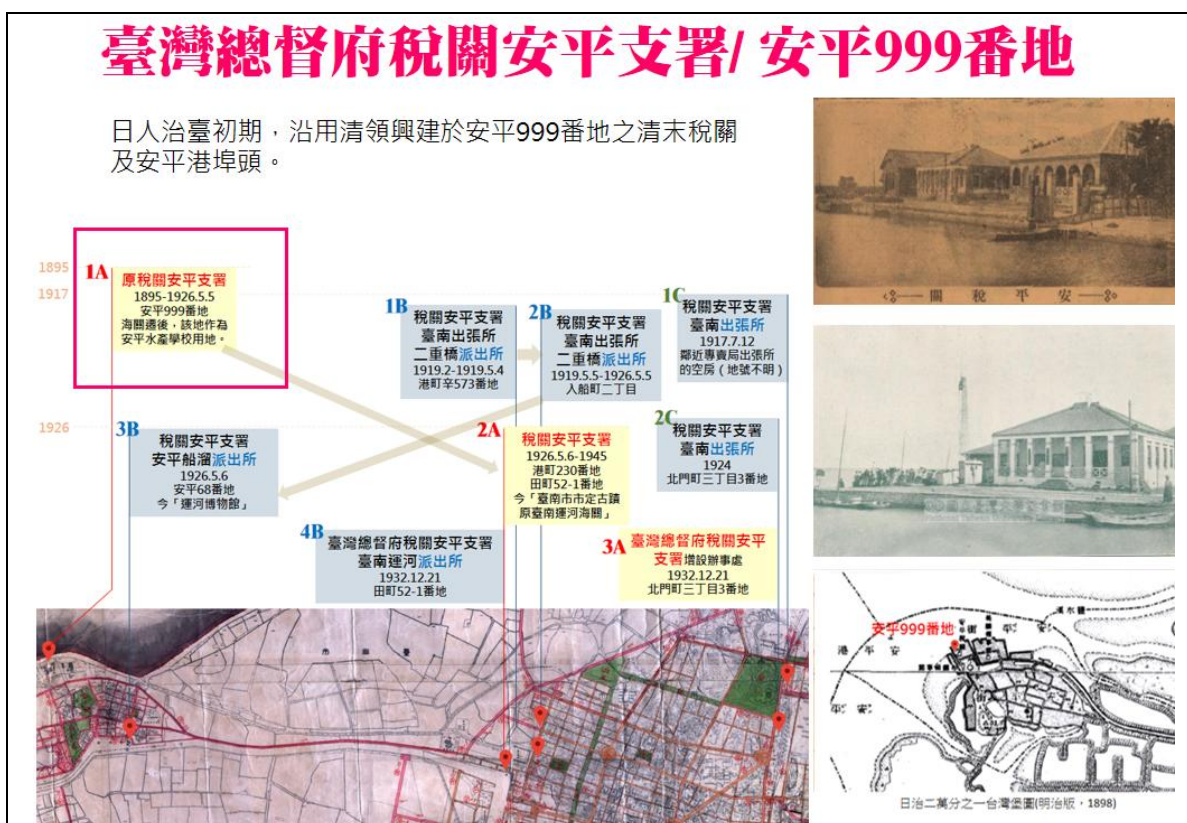 臺灣總督府稅關安平支署/ 安平999番地
日人治臺初期，沿用清領興建於安平999番地之清末稅關
及安平港埠頭。
1895
1917
1926
1A
原稅關安平支署
1895-1926.5.5
安平999番地
海關遷後，該地作為
安平水產學校用地。
1B
稅關安平支署
臺南出張所
二重橋派出所
1919.2-1919.5.4
港町辛573番地
2B
稅關安平支署
臺南出張所
二重橋派出所
1919.5.5-1926.5.5
入船町二丁目
1C
稅關安平支署
臺南出張所
1917.7.12
鄰近專賣局出張所
的空房（地號不明）
3B
稅關安平支署
安平船溜派出所
1926.5.6
安平68番地
今「運河博物館」
2A
稅關安平支署
1926.5.6-1945
港町230番地
田町52-1番地
今「臺南市市定古蹟
原臺南運河海關」
2C
稅關安平支署
臺南出張所
1924
北門町三丁目3番地
4B
臺灣總督府稅關安平支署
臺南運河派出所
1932.12.21
田町52-1番地
3A
臺灣總督府稅關安平
支署增設辦事處
1932.12.21
北門町三丁目3番地
關稅平安
安平999番地
街平安
港平安
日治二萬分之一台灣堡圖(明治版，1898)